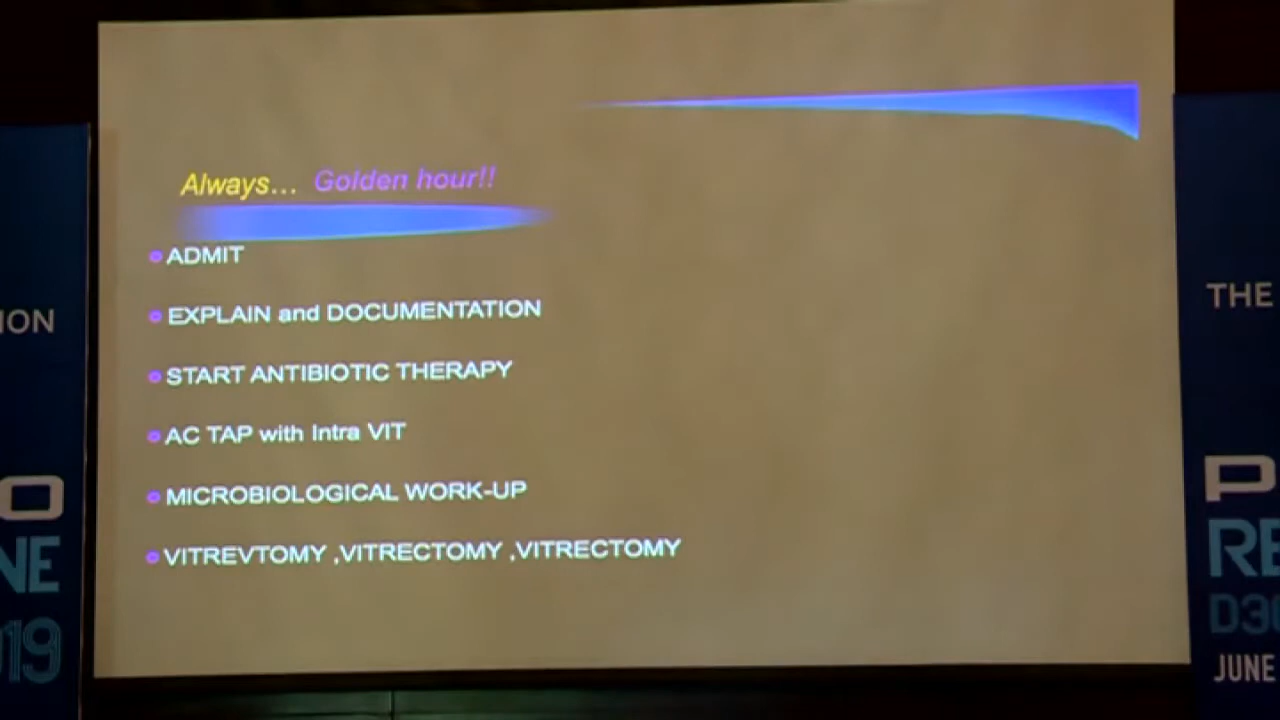 Always... Golden hour!!
ADMIT
EXPLAIN and DOCUMENTATION
START ANTIBIOTIC THERAPY
AC TAP with Intra VIT
MICROBIOLOGICAL WORK-UP
VITREVTOMY ,VITRECTOMY ,VITRECTOMY
THE
JUNE